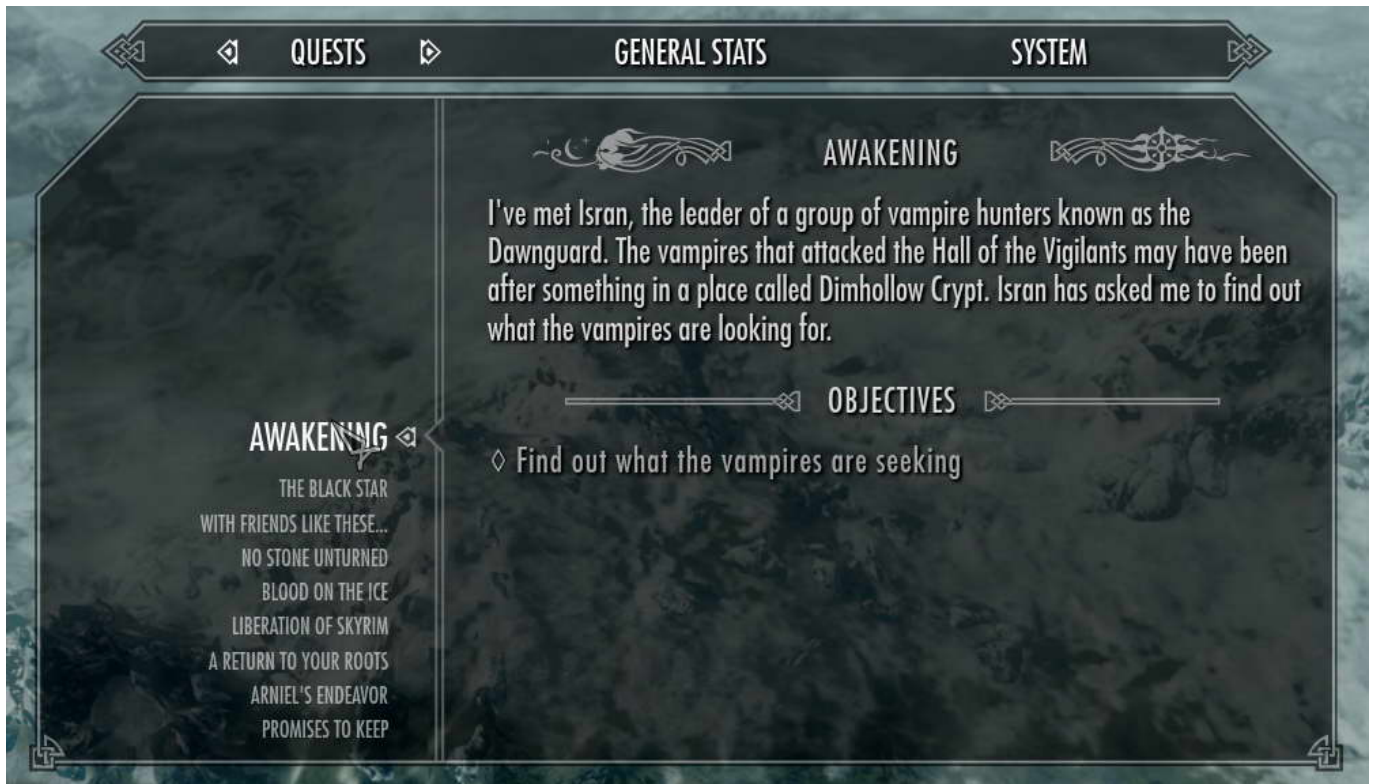 QUESTS
GENERAL STATS
SYSTEM
AWAKENING
I've met Isran, the leader of a group of vampire hunters known as the
Dawnguard. The vampires that attacked the Hall of the Vigilants may have been
after something in a place called Dimhollow Crypt. Isran has asked me to find out
what the vampires are looking for.
OBJECTIVES
Find out what the vampires are seeking
AWAKENING
THE BLACK STAR
WITH FRIENDS LIKE THESE...
NO STONE UNTURNED
BLOOD ON THE ICE
LIBERATION OF SKYRIM
A RETURN TO YOUR ROOTS
ARNIEL'S ENDEAVOR
PROMISES TO KEEP